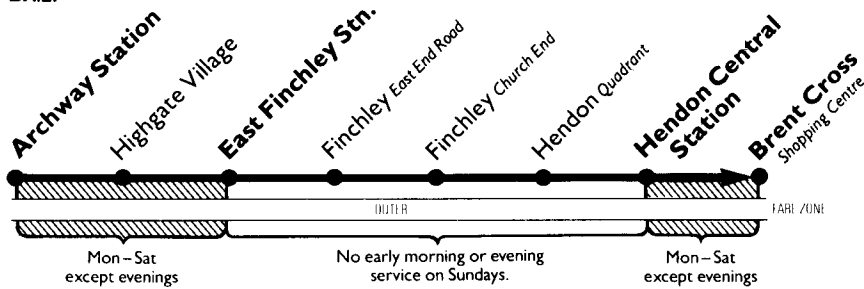 Archway Station
Highgate Village
East Finchley Stn.
Finchley East End Road
Finchley Church End
Hendon Quadrant
Hendon Central
Station
Brent Cross
Shopping Centre
OUTER
FARE ZONE
Mon–Sat
except evenings
No early morning or evening
service on Sundays.
Mon–Sat
except evenings